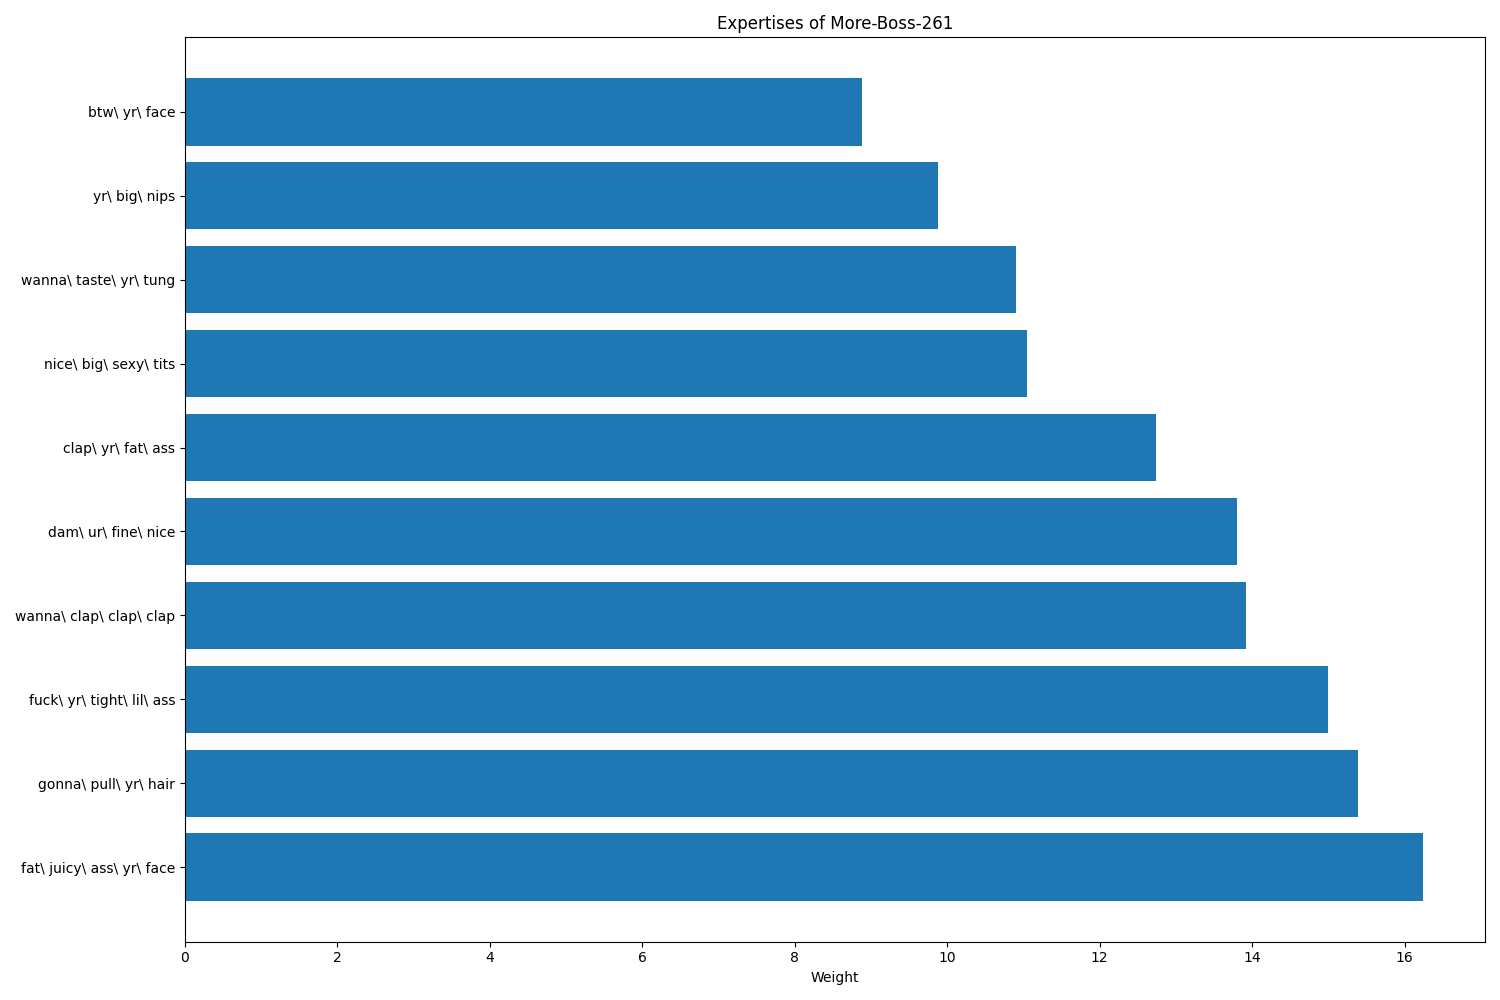 Expertises of More-Boss-261
btw\ yr\ face
yr\ big\ nips
wanna\ taste\ yr\ tung
nice\ big\ sexy\ tits
clap\ yr\ fat\ ass
dam\ ur\ fine\ nice
wanna\ clap\ clap\ clap
fuck\ yr\ tight\ lil\ ass
gonna\ pull\ yr\ hair
fat\ juicy\ ass\ yr\ face
0 2 4 6 8 10 12 14 16
Weight